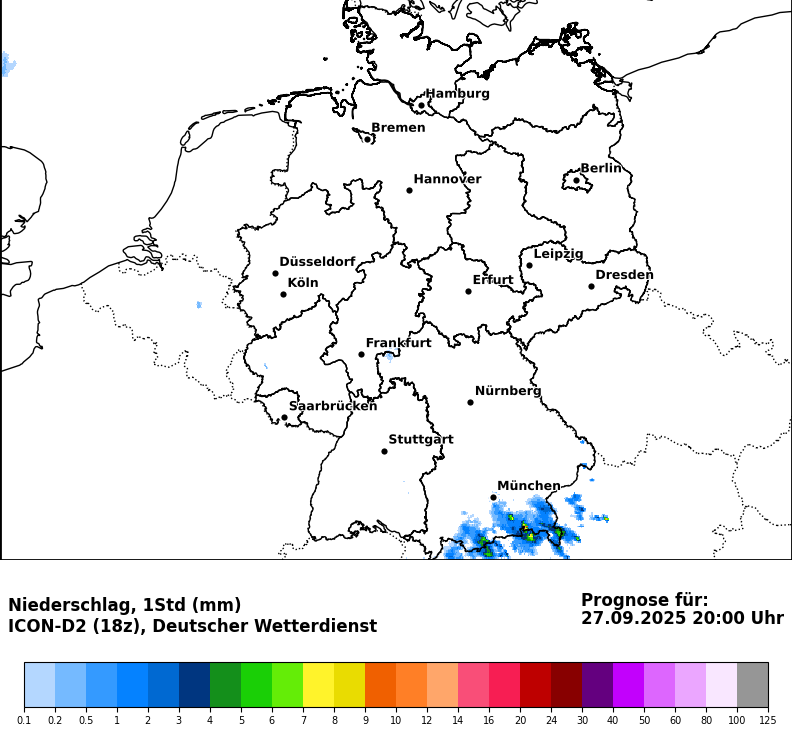 Hamburg
Bremen
Berlin
Hannover
Leipzig
Düsseldorf
Dresden
Köln
Erfurt
Frankfurt
Nürnberg
Saarbrücken
Stuttgart
München
Niederschlag, 1Std (mm)
ICON-D2 (18z), Deutscher Wetterdienst
Prognose für:
27.09.2025 20:00 Uhr
0.1 0.2 0.5 1 2 3 4 5 6 7 8 9 10 12 14 16 20 24 30 40 50 60 80 100 125